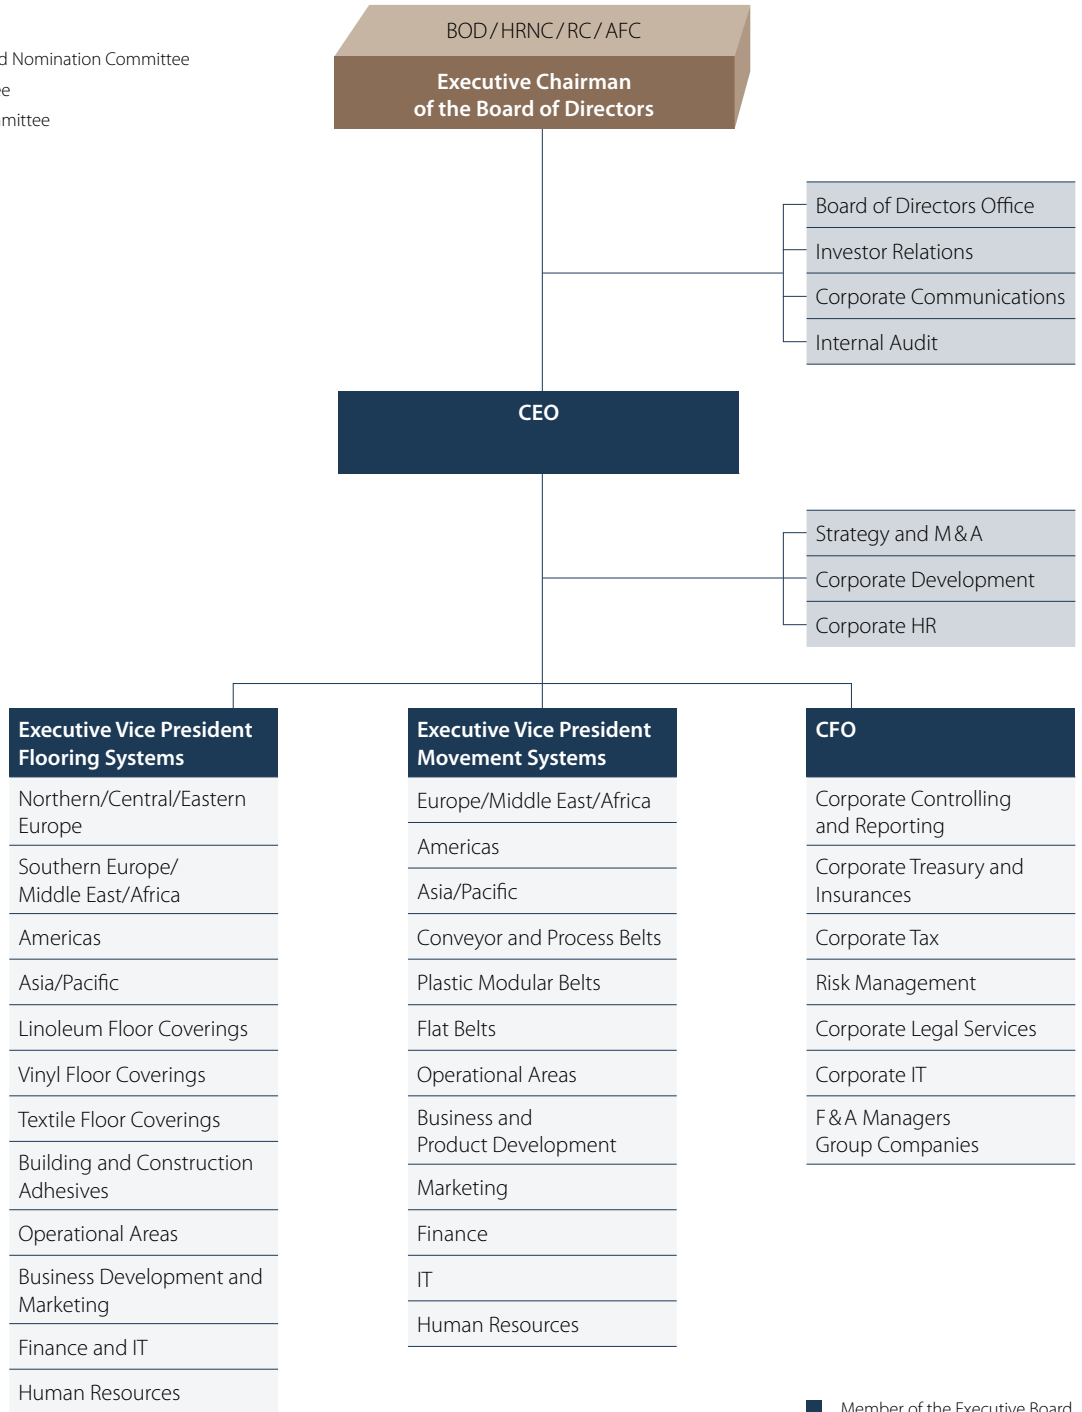 BOD / HRNC / RC / AFC
Nomination Committee
Executive Chairman
of the Board of Directors
Board of Directors Office
Investor Relations
Corporate Communications
Internal Audit
CEO
Strategy and M & A
Corporate Development
Corporate HR
Executive Vice President
Flooring Systems
Northern/Central/Eastern
Europe
Southern Europe/
Middle East/Africa
Americas
Asia/Pacific
Linoleum Floor Coverings
Vinyl Floor Coverings
Textile Floor Coverings
Building and Construction
Adhesives
Operational Areas
Business Development and
Marketing
Finance and IT
Human Resources
Executive Vice President
Movement Systems
Europe/Middle East/Africa
Americas
Asia/Pacific
Conveyor and Process Belts
Plastic Modular Belts
Flat Belts
Operational Areas
Business and
Product Development
Marketing
Finance
IT
Human Resources
CFO
Corporate Controlling
and Reporting
Corporate Treasury and
Insurances
Corporate Tax
Risk Management
Corporate Legal Services
Corporate IT
F & A Managers
Group Companies
Member of the Executive Board